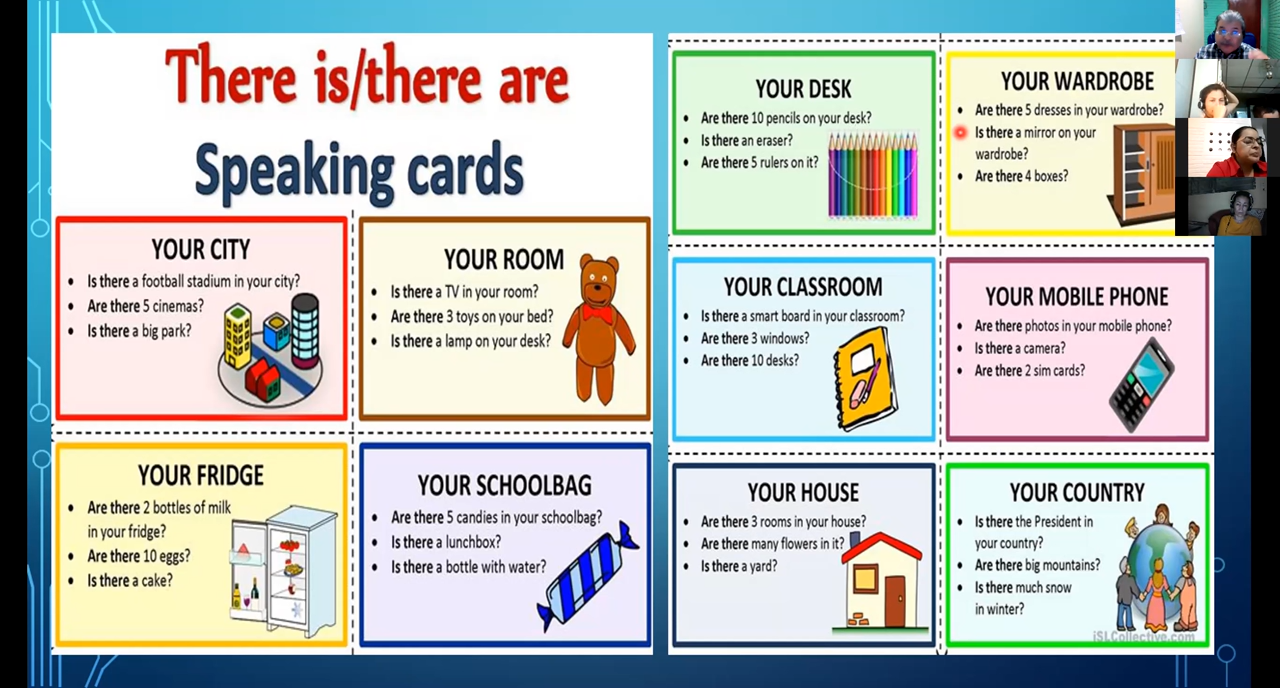 There is/there are
Speaking cards
YOUR CITY
Is there a football stadium in your city?
Are there 5 cinemas?
Is there a big park?
YOUR ROOM
Is there a TV in your room?
Are there 3 toys on your bed?
Is there a lamp on your desk?
YOUR FRIDGE
Are there 2 bottles of milk
in your fridge?
Are there 10 eggs?
Is there a cake?
YOUR SCHOOLBAG
Are there 5 candies in your schoolbag?
Is there a lunchbox?
Is there a bottle with water?
YOUR DESK
Are there 10 pencils on your desk?
Is there an eraser?
Are there 5 rulers on it?
YOUR WARDROBE
Are there 5 dresses in your wardrobe?
Is there a mirror on your
wardrobe?
Are there 4 boxes?
YOUR CLASSROOM
Is there a smart board in your classroom?
Are there 3 windows?
Are there 10 desks?
YOUR MOBILE PHONE
Are there photos in your mobile phone?
Is there a camera?
Are there 2 sim cards?
YOUR HOUSE
Are there 3 rooms in your house?
Are there many flowers in it?
Is there a yard?
YOUR COUNTRY
Is there the President in
your country?
Are there big mountains?
Is there much snow
in winter?
iSLCollective.com